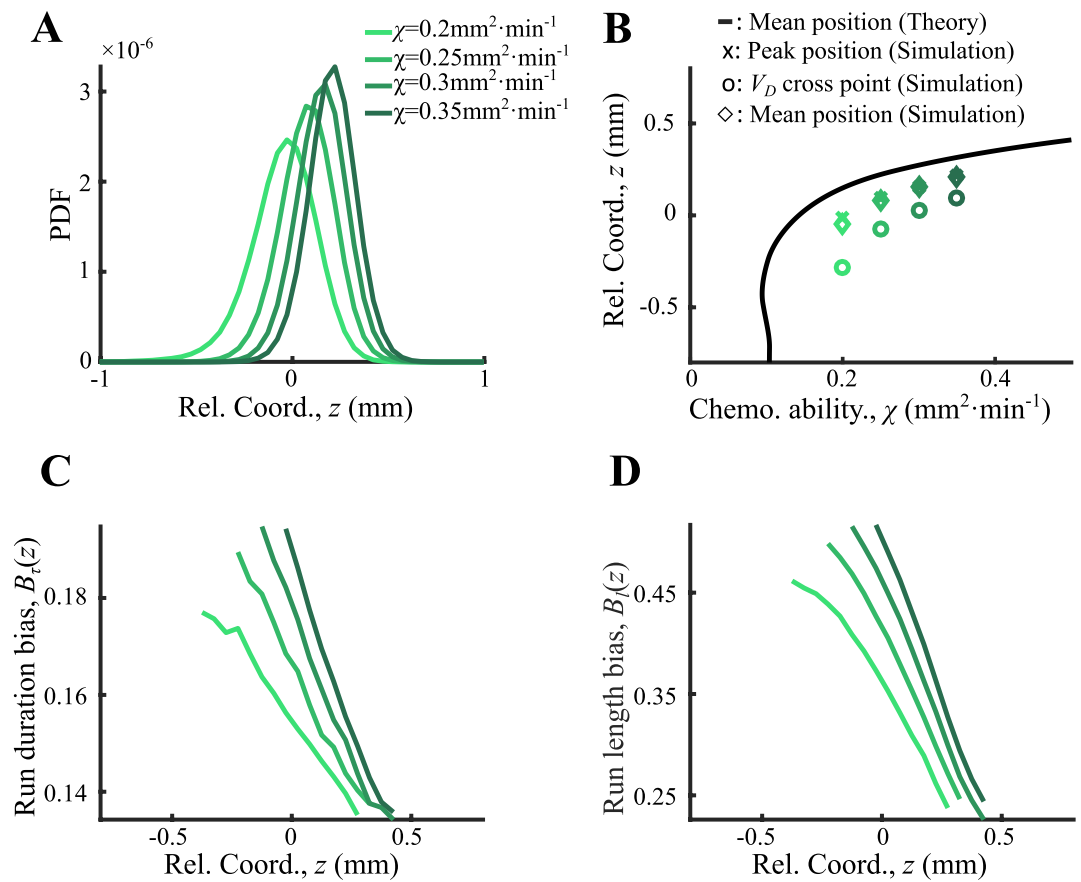 A
×10-6
χ=0.2mm2·min-1
χ=0.25mm2·min-1
χ=0.3mm2·min-1
χ=0.35mm2·min-1
3
2
1
0
PDF
-1
0
1
Rel. Coord., z (mm)
B
: Mean position (Theory)
x: Peak position (Simulation)
o: VD cross point (Simulation)
◇: Mean position (Simulation)
0.5
0
-0.5
Rel. Coord., z (mm)
0
0.2
0.4
Chemo. ability., χ (mm2·min-1)
C
0.18
0.16
0.14
Run duration bias, Bτ(z)
-0.5
0
0.5
Rel. Coord., z (mm)
D
0.45
0.35
0.25
Run length bias, Bl(z)
-0.5
0
0.5
Rel. Coord., z (mm)